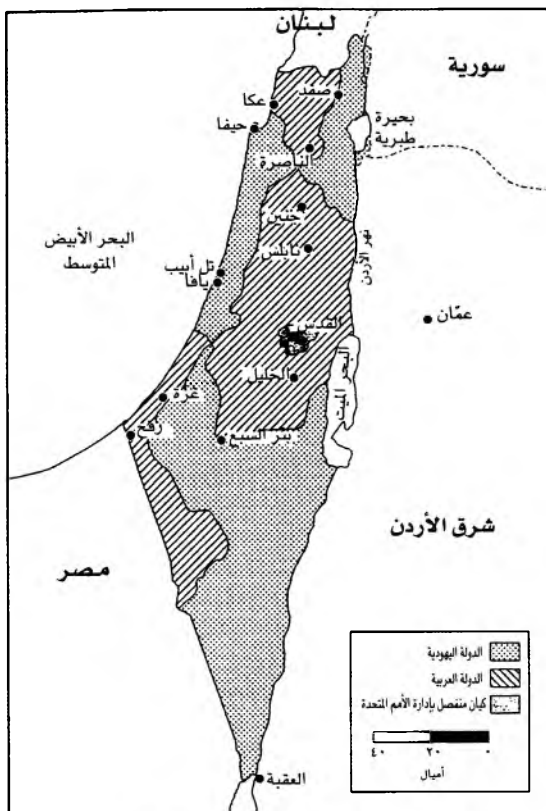 لبنان
سورية
عكا
صفد
حيفا
بحيرة
طبرية
الناصرة
جنين
نابلس
البحر الأبيض
المتوسط
تل أبيب
يافا
نهر الأردن
عمّان
القدس
البحر الميت
الخليل
غزة
رفح
بئر السبع
شرق الأردن
مصر
الدولة اليهودية
الدولة العربية
كيان منفصل بإدارة الأمم المتحدة
٤٠ ٢٠ ٠
أميال
العقبة